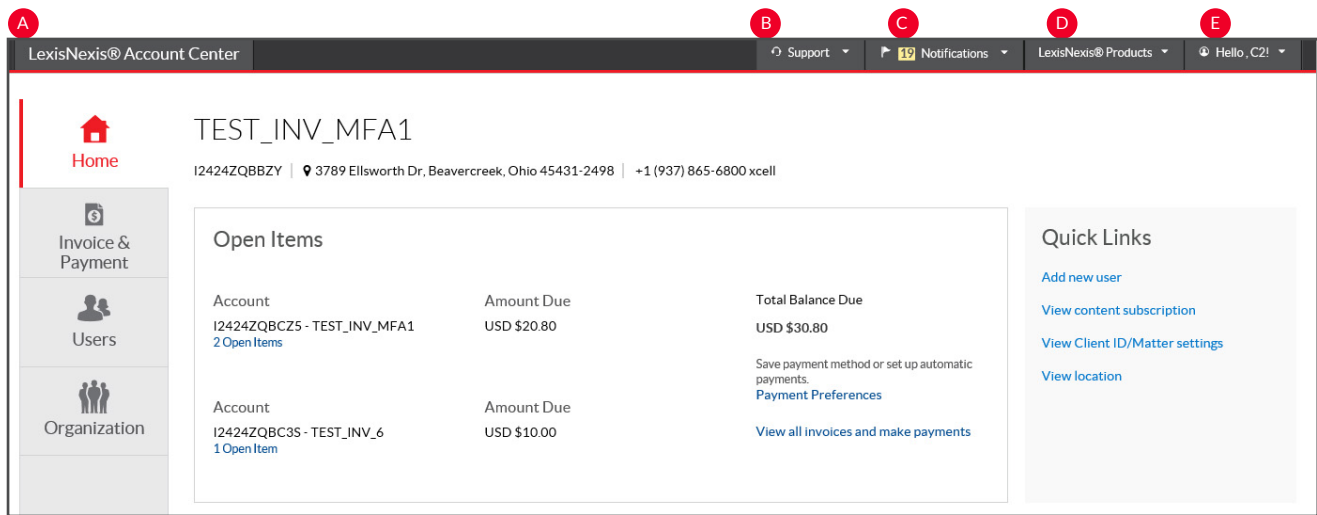 A
B
C
D
E
LexisNexis® Account Center
Support
19 Notifications
LexisNexis® Products
Hello, C2!
Home
Invoice &
Payment
Users
Organization
TEST_INV_MFA1
I2424ZQBBZY | 3789 Ellsworth Dr, Beavercreek, Ohio 45431-2498 | +1 (937) 865-6800 xcell
Open Items
Account
Amount Due
I2424ZQBCZ5 - TEST_INV_MFA1
USD $20.80
2 Open Items
Account
Amount Due
I2424ZQBC3S - TEST_INV_6
USD $10.00
1 Open Item
Total Balance Due
USD $30.80
Save payment method or set up automatic
payments.
Payment Preferences
View all invoices and make payments
Quick Links
Add new user
View content subscription
View Client ID/Matter settings
View location